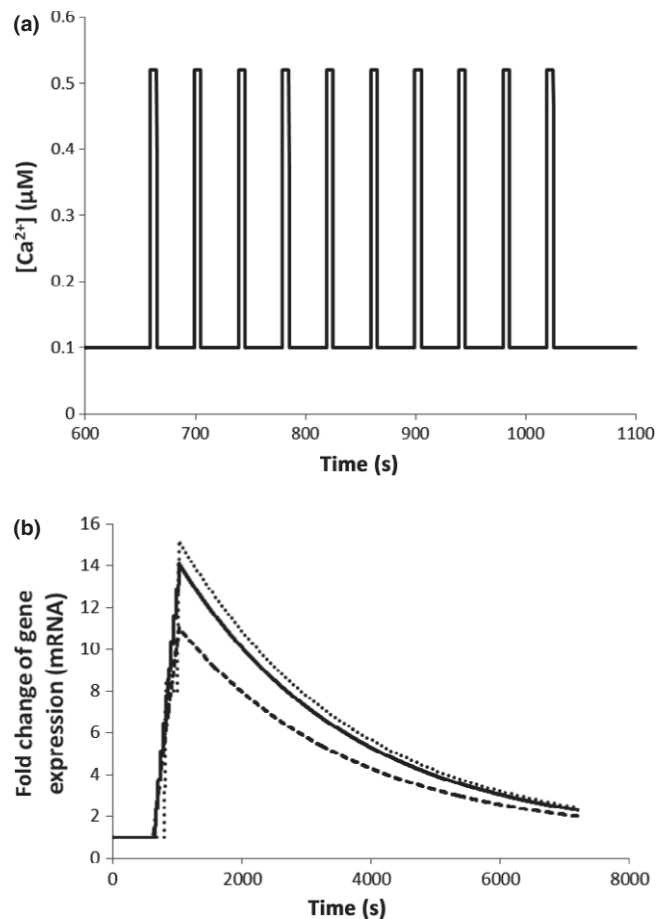 (a)
0.6
0.5
0.4
0.3
0.2
0.1
0
[Ca²⁺] (µM)
600 700 800 900 1000 1100
Time (s)
(b)
16
14
12
10
8
6
4
2
0
Fold change of gene
expression (mRNA)
0 2000 4000 6000 8000
Time (s)